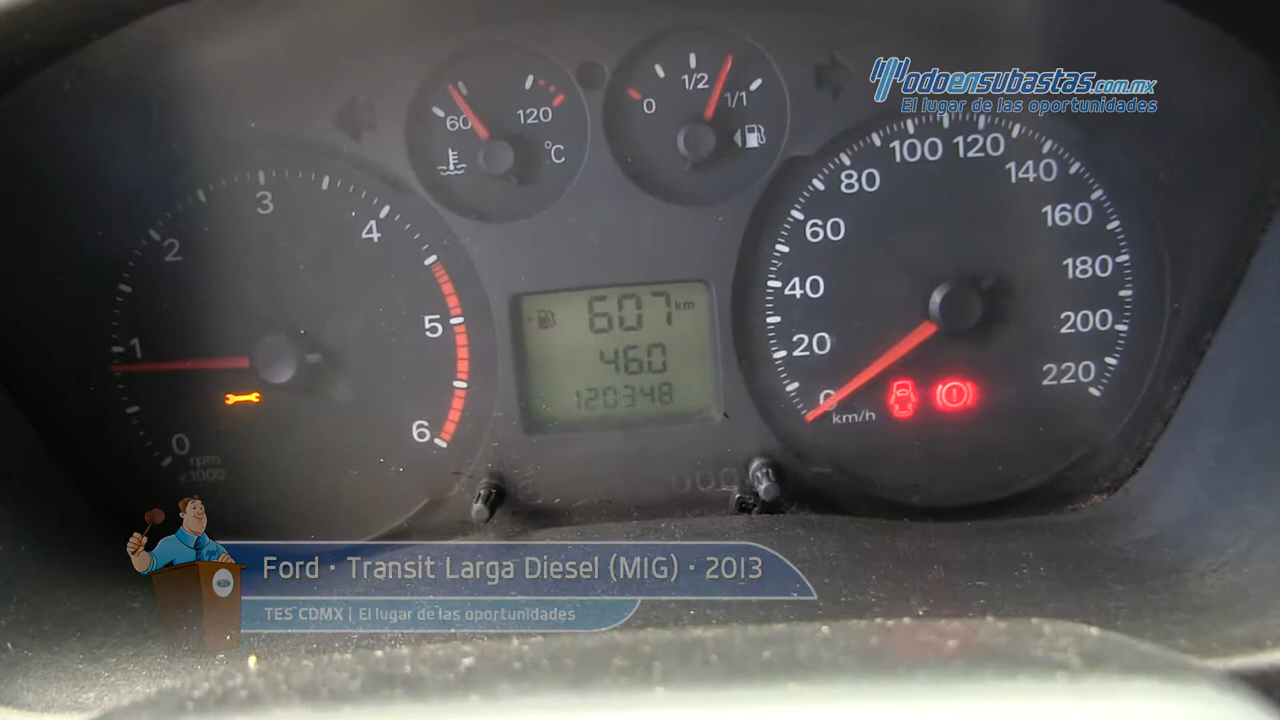 Todoensubastas.com.mx
El lugar de las oportunidades
60
120
°C
0
1/2
1/1
0
1
2
3
4
5
6
rpm
x1000
607 km
46.0
120348
0
20
40
60
80
100
120
140
160
180
200
220
km/h
Ford · Transit Larga Diesel (MIG) · 2013
TES CDMX | El lugar de las oportunidades